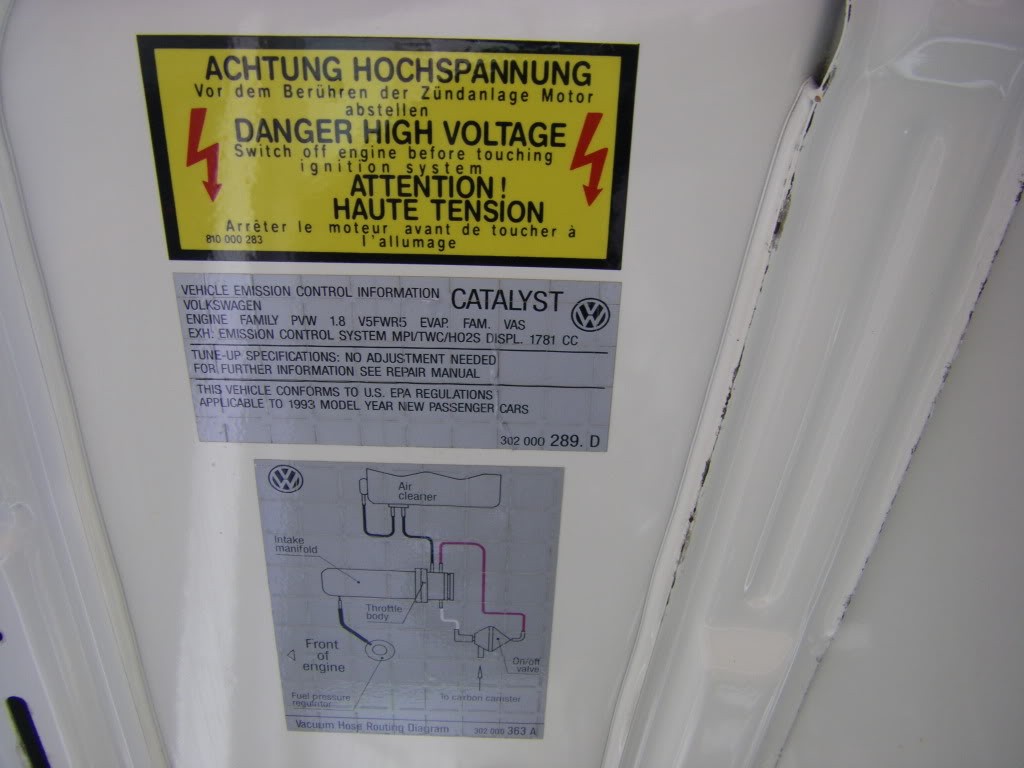 ACHTUNG HOCHSPANNUNG
Vor dem Berühren der Zündanlage Motor
abstellen
DANGER HIGH VOLTAGE
Switch off engine before touching
ignition system
ATTENTION!
HAUTE TENSION
Arrêter le moteur avant de toucher à
l'allumage
810 000 283
VEHICLE EMISSION CONTROL INFORMATION CATALYST
VOLKSWAGEN
ENGINE FAMILY PVW 1.8 V5FWR5 EVAP. FAM. VAS
EXH: EMISSION CONTROL SYSTEM MPI/TWC/HO2S DISPL. 1781 CC
TUNE-UP SPECIFICATIONS: NO ADJUSTMENT NEEDED
FOR FURTHER INFORMATION SEE REPAIR MANUAL
THIS VEHICLE CONFORMS TO U.S. EPA REGULATIONS
APPLICABLE TO 1993 MODEL YEAR NEW PASSENGER CARS
302 000 289. D
Air
cleaner
Intake
manifold
Throttle
body
Front
of
engine
On/off
valve
Fuel pressure
regulator
To carbon canister
Vacuum Hose Routing Diagram 302 000 363 A